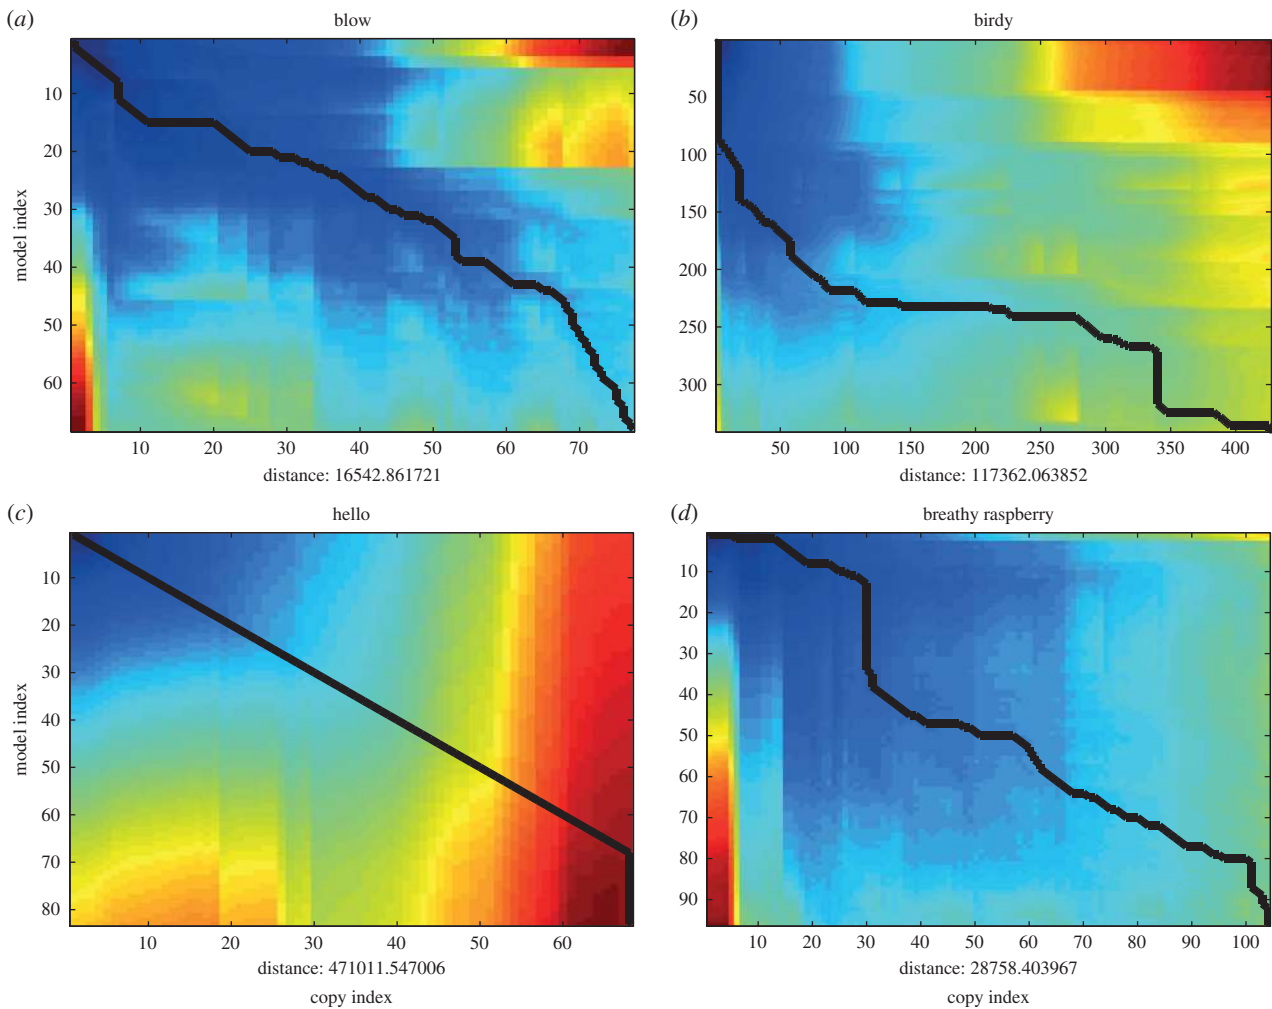 (a)
blow
model index
10
20
30
40
50
60
10 20 30 40 50 60 70
distance: 16542.861721
(b)
birdy
50
100
150
200
250
300
50 100 150 200 250 300 350 400
distance: 117362.063852
(c)
hello
model index
10
20
30
40
50
60
70
80
10 20 30 40 50 60
distance: 471011.547006
copy index
(d)
breathy raspberry
10
20
30
40
50
60
70
80
90
10 20 30 40 50 60 70 80 90 100
distance: 28758.403967
copy index